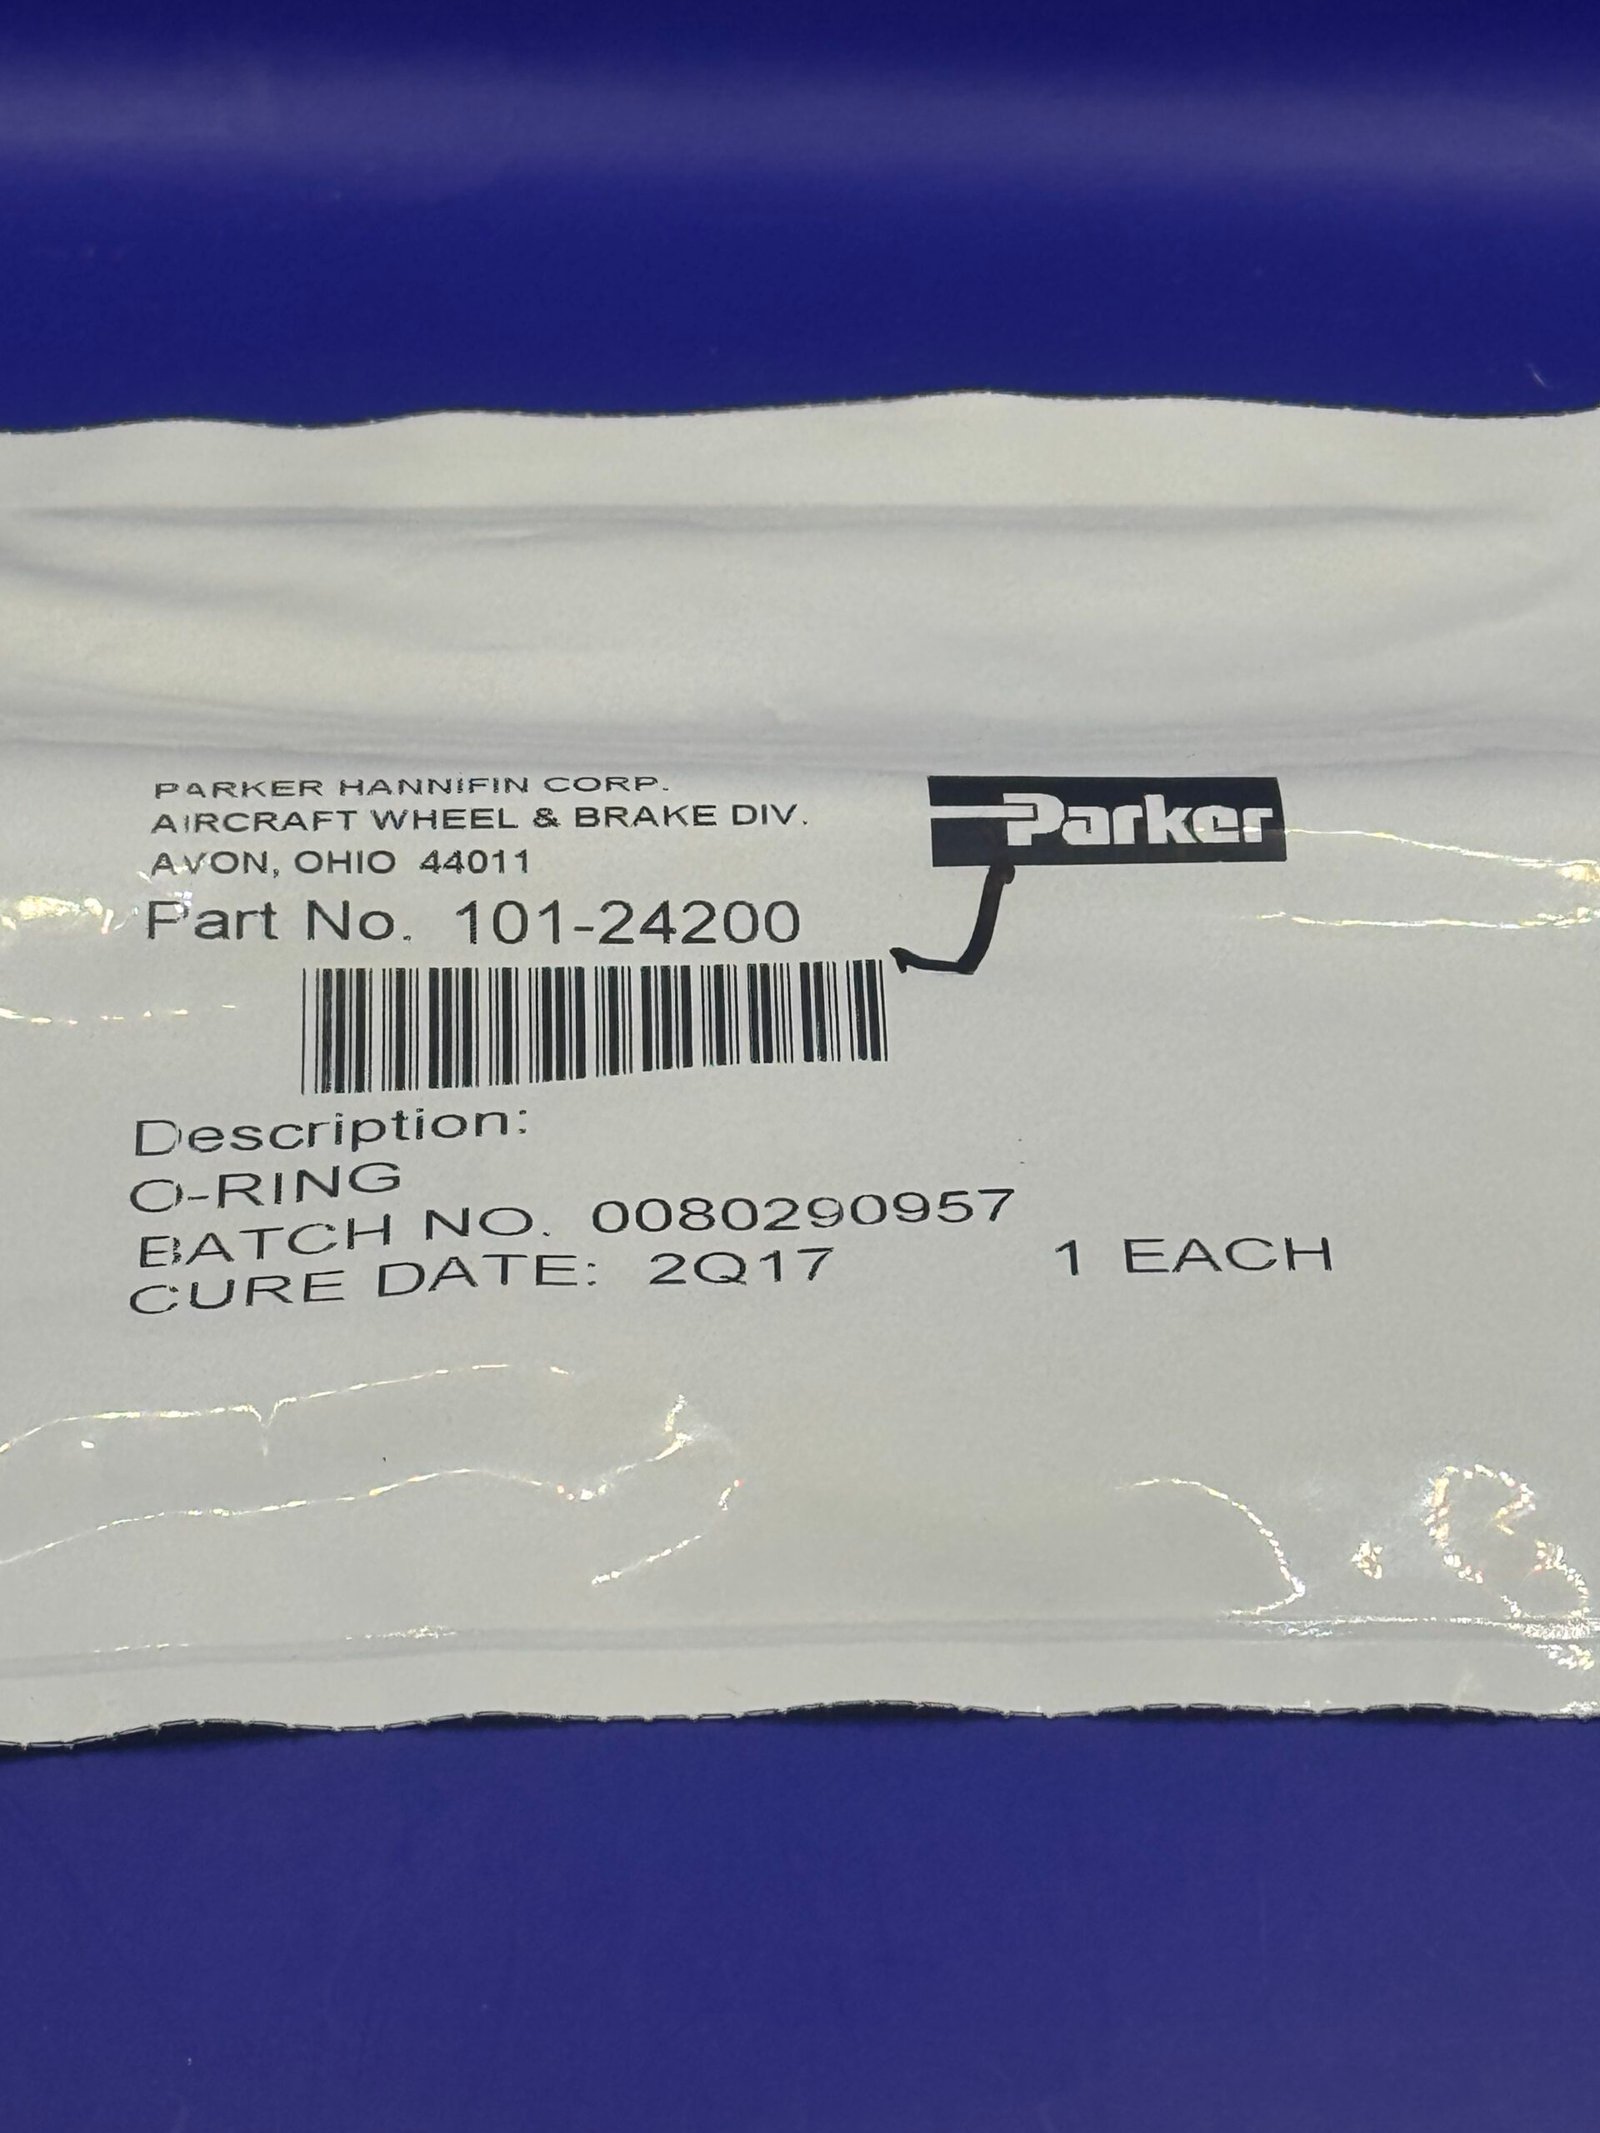 PARKER HANNIFIN CORP.
AIRCRAFT WHEEL & BRAKE DIV.
AVON, OHIO 44011
Parker
Part No. 101-24200
Description:
O-RING
BATCH NO. 0080290957
CURE DATE: 2Q17
1 EACH